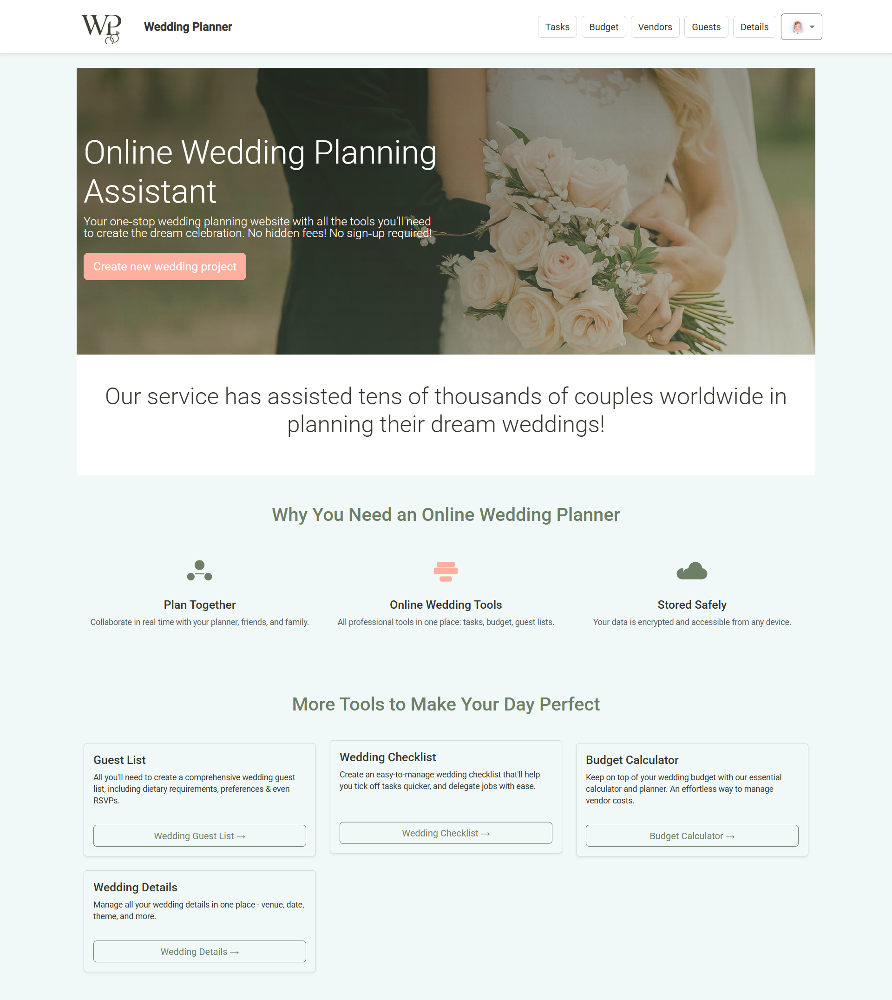 WP
Wedding Planner
Tasks
Budget
Vendors
Guests
Details
Online Wedding Planning
Assistant
Your one-stop wedding planning website with all the tools you'll need
to create the dream celebration. No hidden fees! No sign-up required!
Create new wedding project
Our service has assisted tens of thousands of couples worldwide in
planning their dream weddings!
Why You Need an Online Wedding Planner
Plan Together
Collaborate in real time with your planner, friends, and family.
Online Wedding Tools
All professional tools in one place: tasks, budget, guest lists.
Stored Safely
Your data is encrypted and accessible from any device.
More Tools to Make Your Day Perfect
Guest List
All you'll need to create a comprehensive wedding guest
list, including dietary requirements, preferences & even
RSVPs.
Wedding Guest List →
Wedding Checklist
Create an easy-to-manage wedding checklist that'll help
you tick off tasks quicker, and delegate jobs with ease.
Wedding Checklist →
Budget Calculator
Keep on top of your wedding budget with our essential
calculator and planner. An effortless way to manage
vendor costs.
Budget Calculator →
Wedding Details
Manage all your wedding details in one place - venue, date,
theme, and more.
Wedding Details →